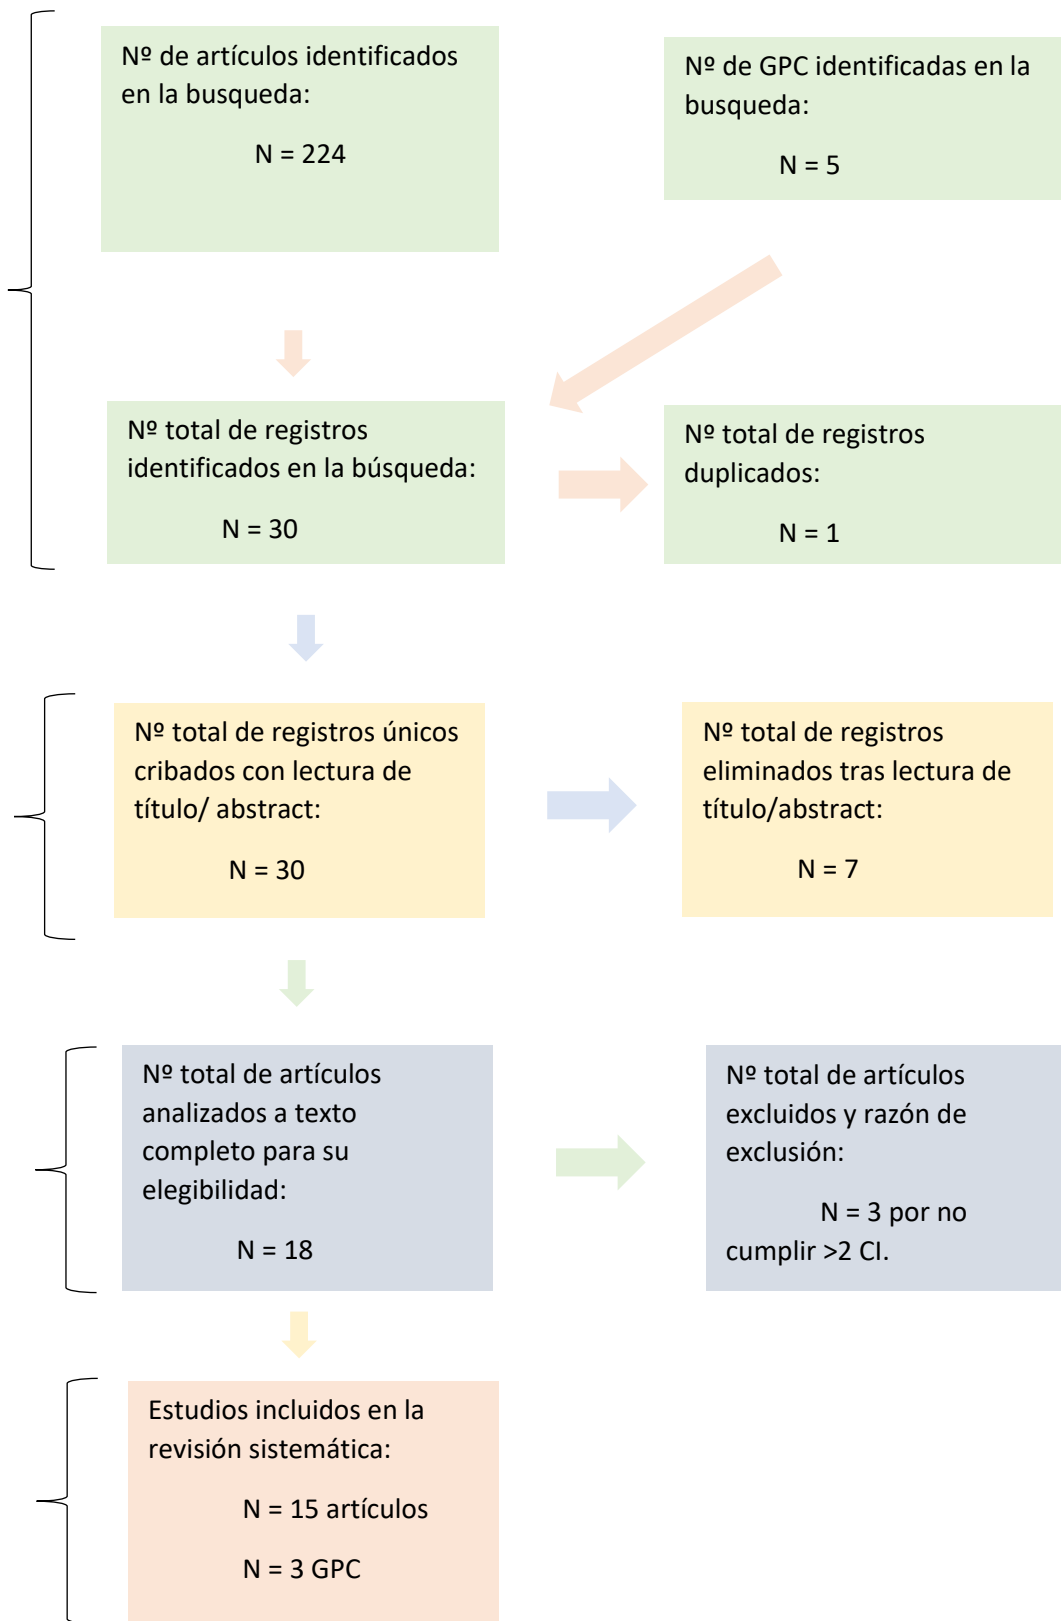 Nº de artículos identificados
en la busqueda:
N = 224
Nº de GPC identificadas en la
busqueda:
N = 5
Nº total de registros
identificados en la búsqueda:
N = 30
Nº total de registros
duplicados:
N = 1
Nº total de registros únicos
cribados con lectura de
título/ abstract:
N = 30
Nº total de registros
eliminados tras lectura de
título/abstract:
N = 7
Nº total de artículos
analizados a texto
completo para su
elegibilidad:
N = 18
Nº total de artículos
excluidos y razón de
exclusión:
N = 3 por no
cumplir >2 CI.
Estudios incluidos en la
revisión sistemática:
N = 15 artículos
N = 3 GPC